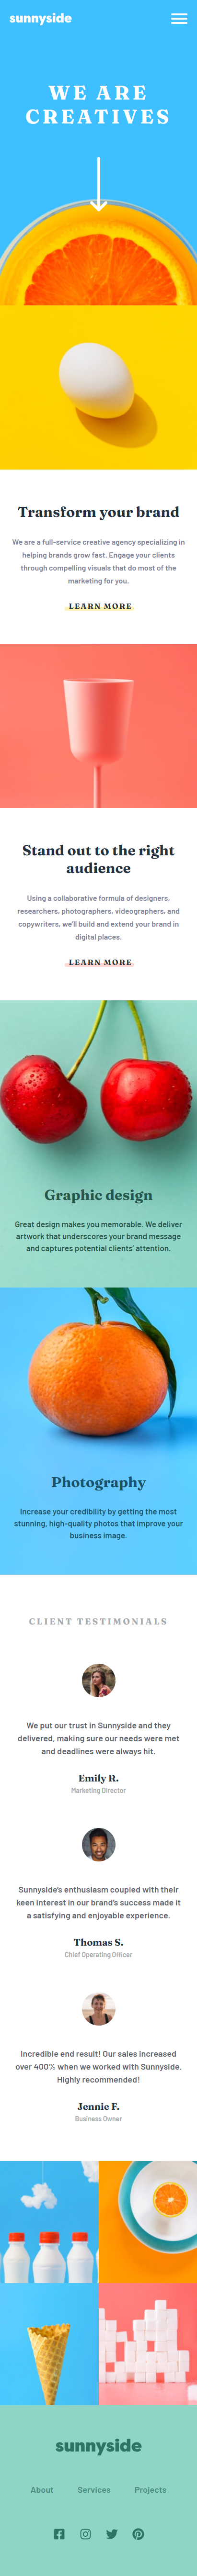 sunnyside
WE ARE
CREATIVES
Transform your brand
We are a full-service creative agency specializing in
helping brands grow fast. Engage your clients
through compelling visuals that do most of the
marketing for you.
LEARN MORE
Stand out to the right
audience
Using a collaborative formula of designers,
researchers, photographers, videographers, and
copywriters, we'll build and extend your brand in
digital places.
LEARN MORE
Graphic design
Great design makes you memorable. We deliver
artwork that underscores your brand message
and captures potential clients' attention.
Photography
Increase your credibility by getting the most
stunning, high-quality photos that improve your
business image.
CLIENT TESTIMONIALS
We put our trust in Sunnyside and they
delivered, making sure our needs were met
and deadlines were always hit.
Emily R.
Marketing Director
Sunnyside's enthusiasm coupled with their
keen interest in our brand's success made it
a satisfying and enjoyable experience.
Thomas S.
Chief Operating Officer
Incredible end result! Our sales increased
over 400% when we worked with Sunnyside.
Highly recommended!
Jennie F.
Business Owner
sunnyside
About Services Projects